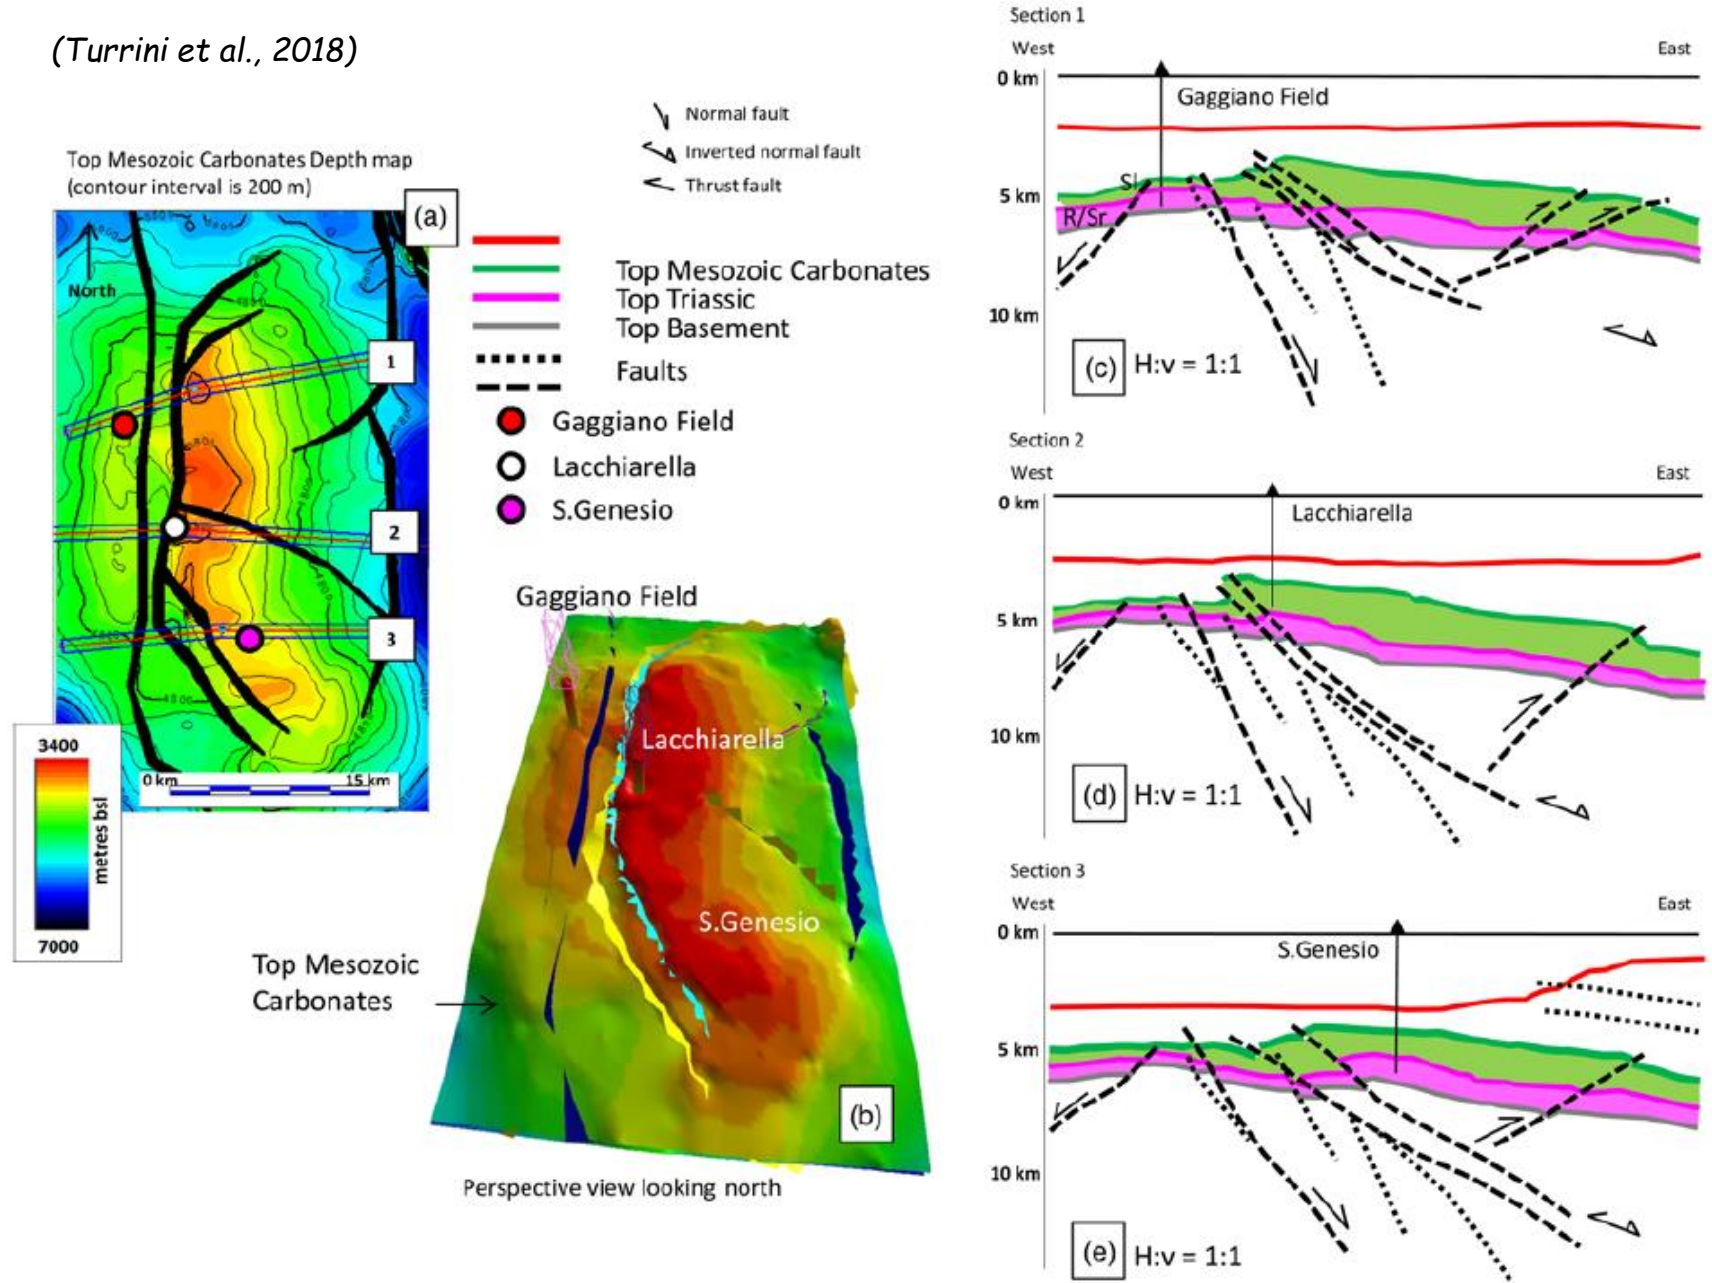 (Turrini et al., 2018)
Normal fault
Inverted normal fault
Thrust fault
Top Mesozoic Carbonates Depth map
(contour interval is 200 m)
(a)
North
1
2
3
4800
4800
0 km
15 km
3400
metres bsl
7000
Top Mesozoic Carbonates
Top Triassic
Top Basement
Faults
Gaggiano Field
Lacchiarella
S.Genesio
Gaggiano Field
Lacchiarella
S.Genesio
Top Mesozoic
Carbonates
(b)
Perspective view looking north
Section 1
West
East
0 km
Gaggiano Field
SI
5 km
R/Sr
10 km
(c)
H:v = 1:1
Section 2
West
East
0 km
Lacchiarella
5 km
10 km
(d)
H:v = 1:1
Section 3
West
East
0 km
S.Genesio
5 km
10 km
(e)
H:v = 1:1